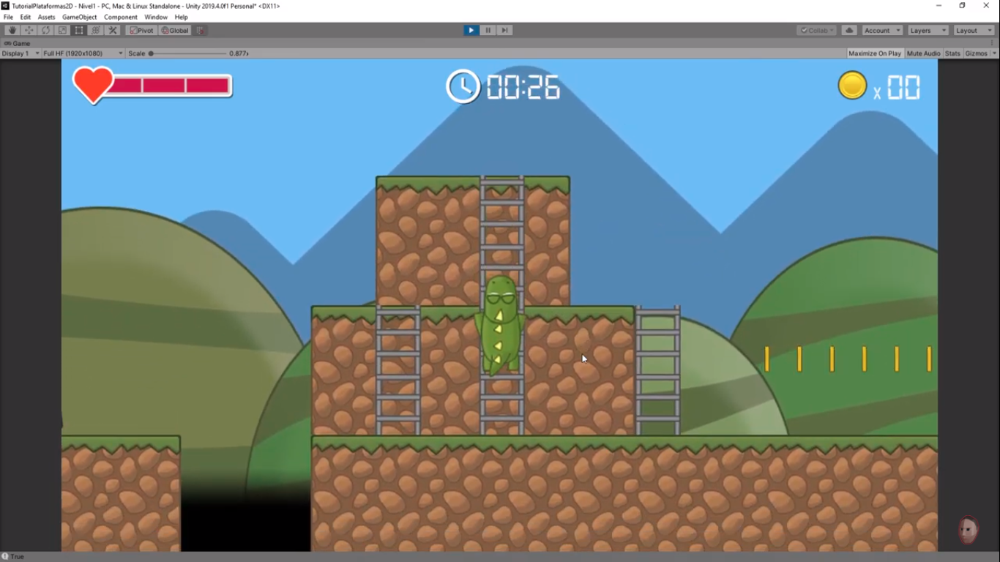 TutorialPlataformas2D - Nivel1 - PC, Mac & Linux Standalone - Unity 2019.4.0f1 Personal* <DX11>
File Edit Assets GameObject Component Window Help
Pivot Global Collab Account Layers Layout
Game
Display 1 Full HF (1920x1080) Scale 0.877x Maximize On Play Mute Audio Stats Gizmos
00:26 x 00
True